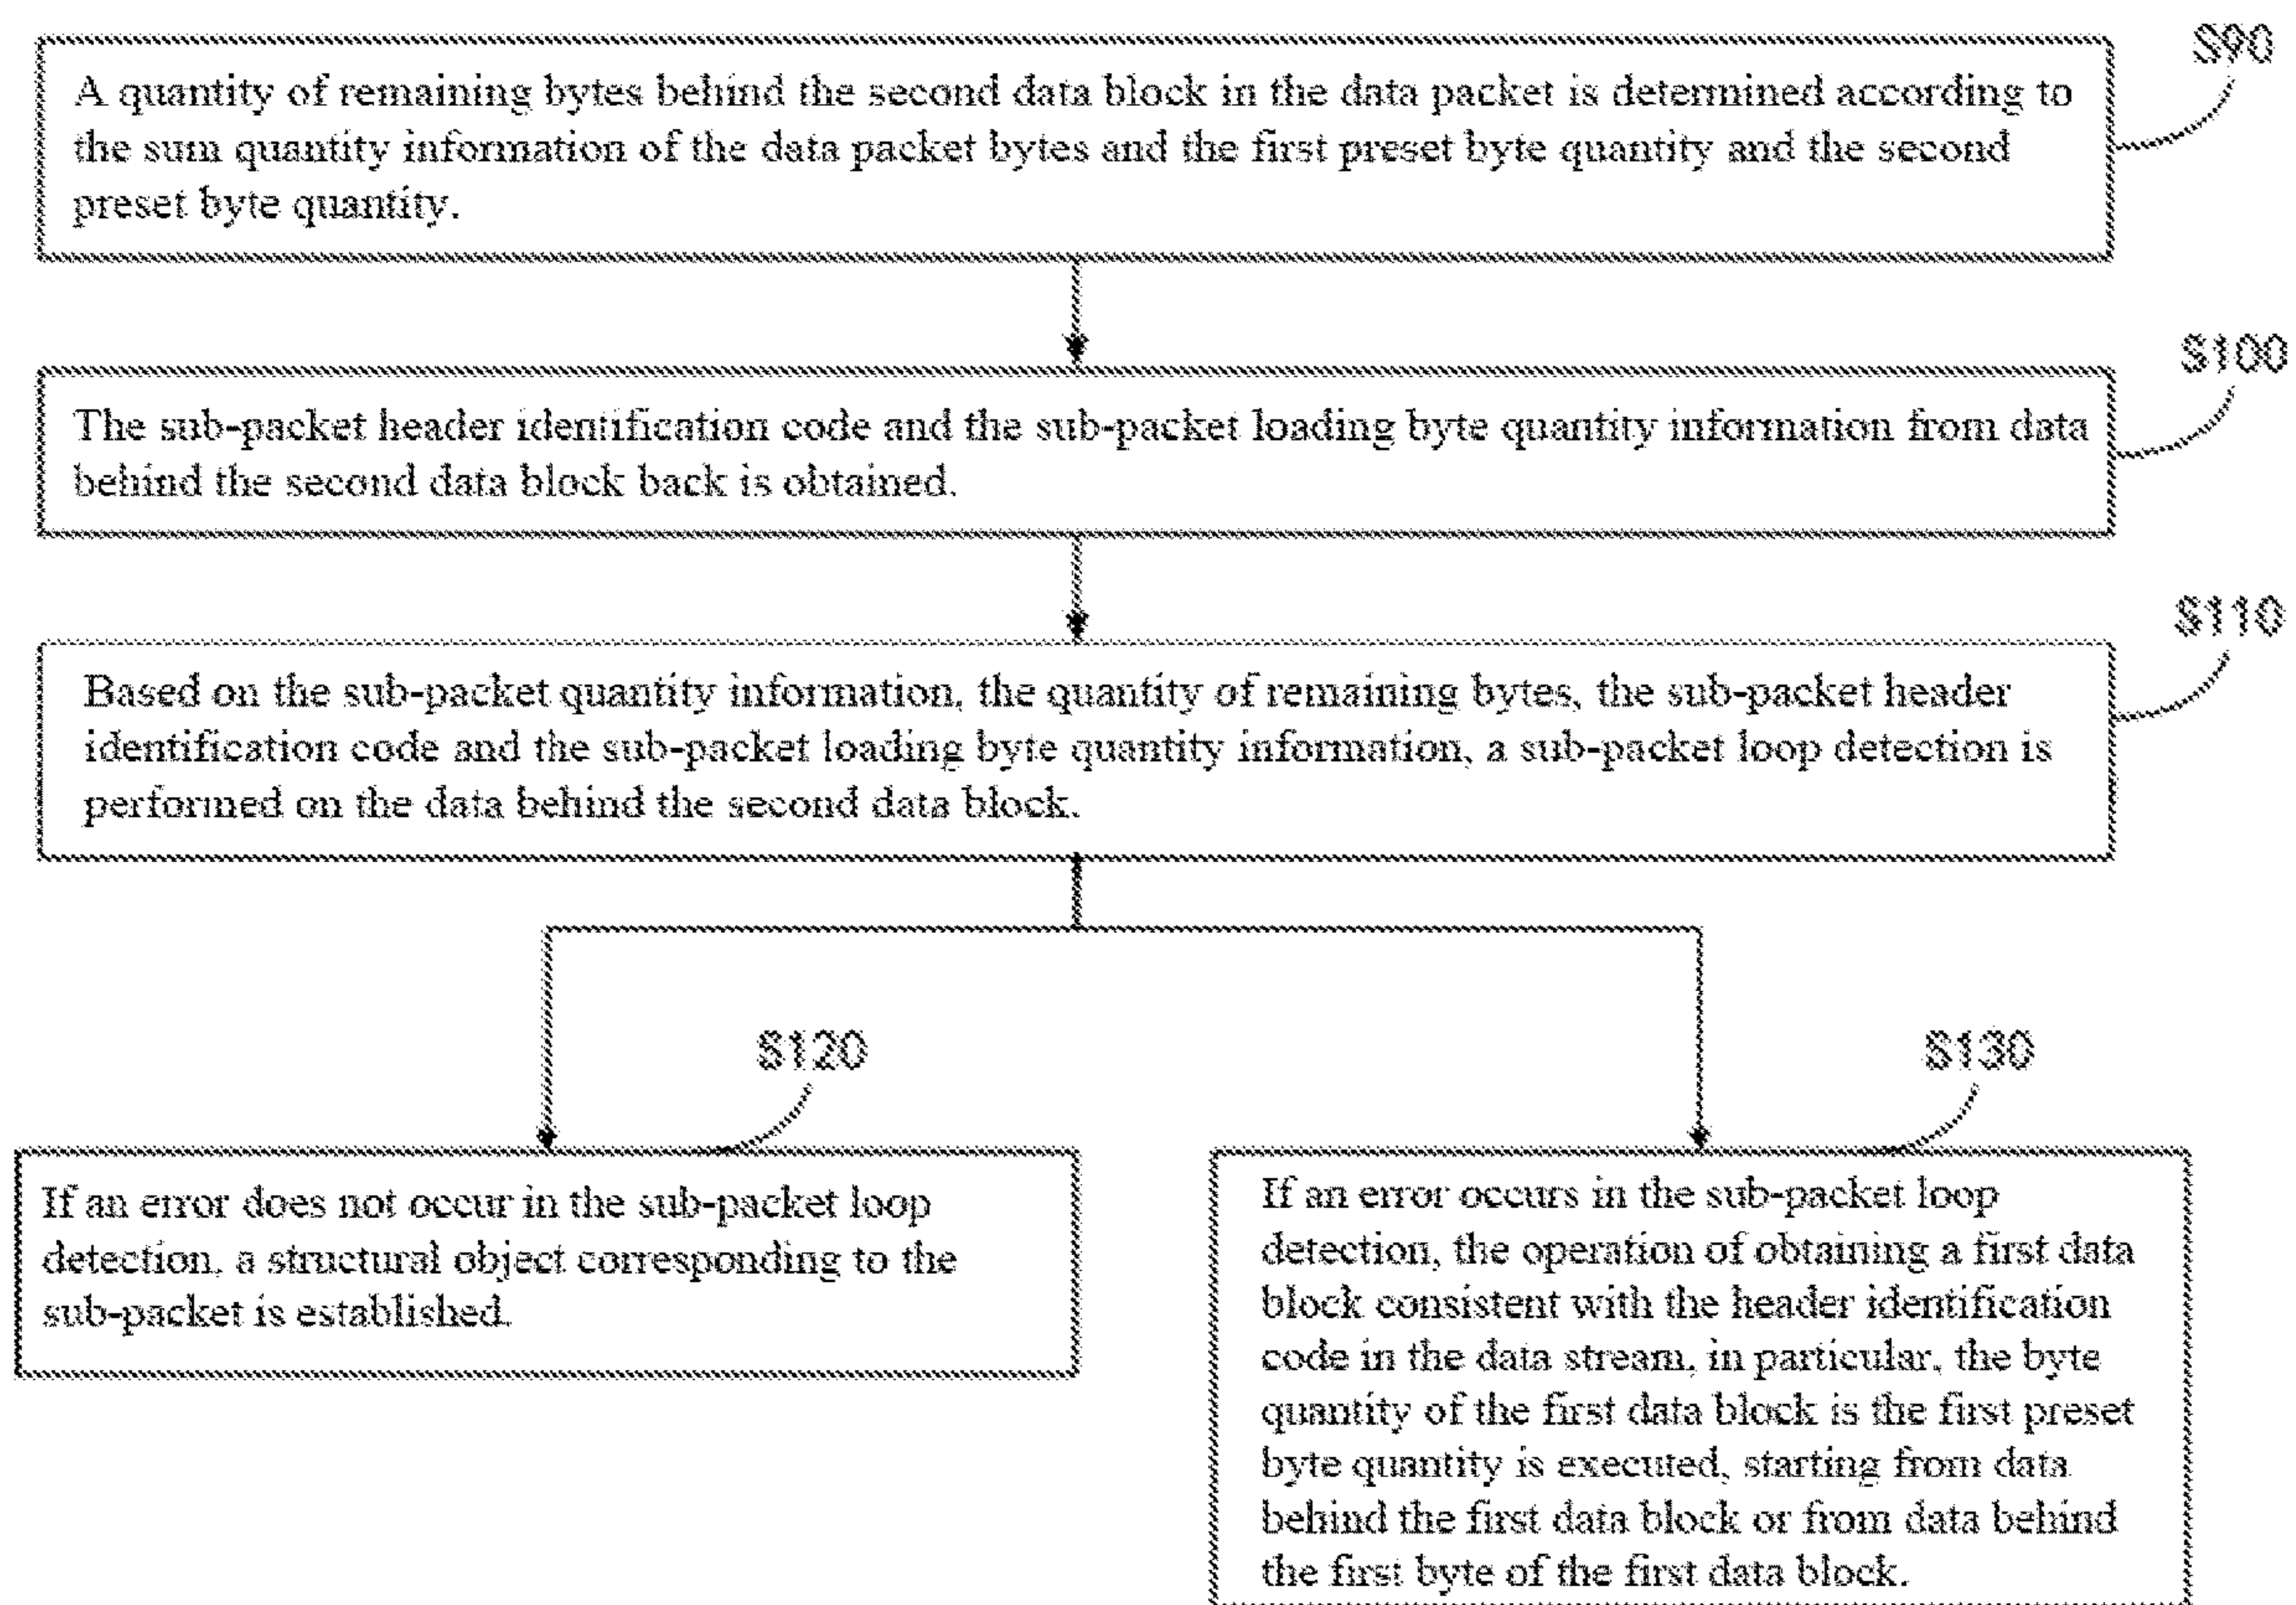 S90
A quantity of remaining bytes behind the second data block in the data packet is determined according to
the sum quantity information of the data packet bytes and the first preset byte quantity and the second
preset byte quantity.
S100
The sub-packet header identification code and the sub-packet loading byte quantity information from data
behind the second data block back is obtained.
S110
Based on the sub-packet quantity information, the quantity of remaining bytes, the sub-packet header
identification code and the sub-packet loading byte quantity information, a sub-packet loop detection is
performed on the data behind the second data block.
S120
If an error does not occur in the sub-packet loop
detection, a structural object corresponding to the
sub-packet is established.
S130
If an error occurs in the sub-packet loop
detection, the operation of obtaining a first data
block consistent with the header identification
code in the data stream, in particular, the byte
quantity of the first data block is the first preset
byte quantity is executed, starting from data
behind the first data block or from data behind
the first byte of the first data block.